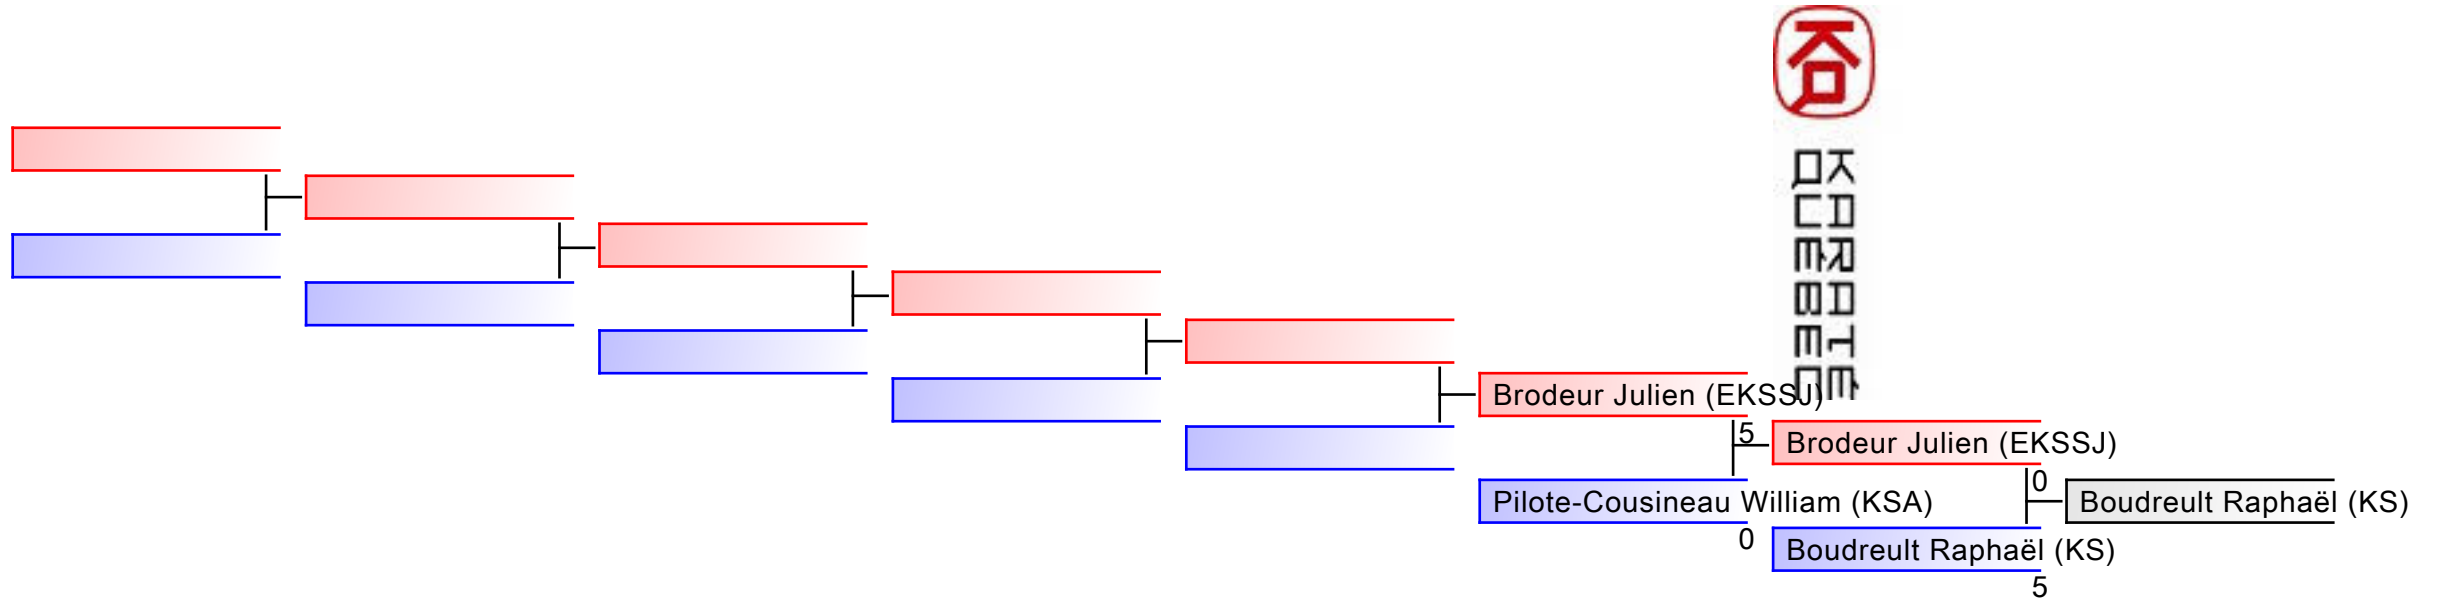 KARATÉ
QUÉBEC
Brodeur Julien (EKSSJ)
5
Brodeur Julien (EKSSJ)
0
Pilote-Cousineau William (KSA)
0
Boudreult Raphaël (KS)
Boudreult Raphaël (KS)
5